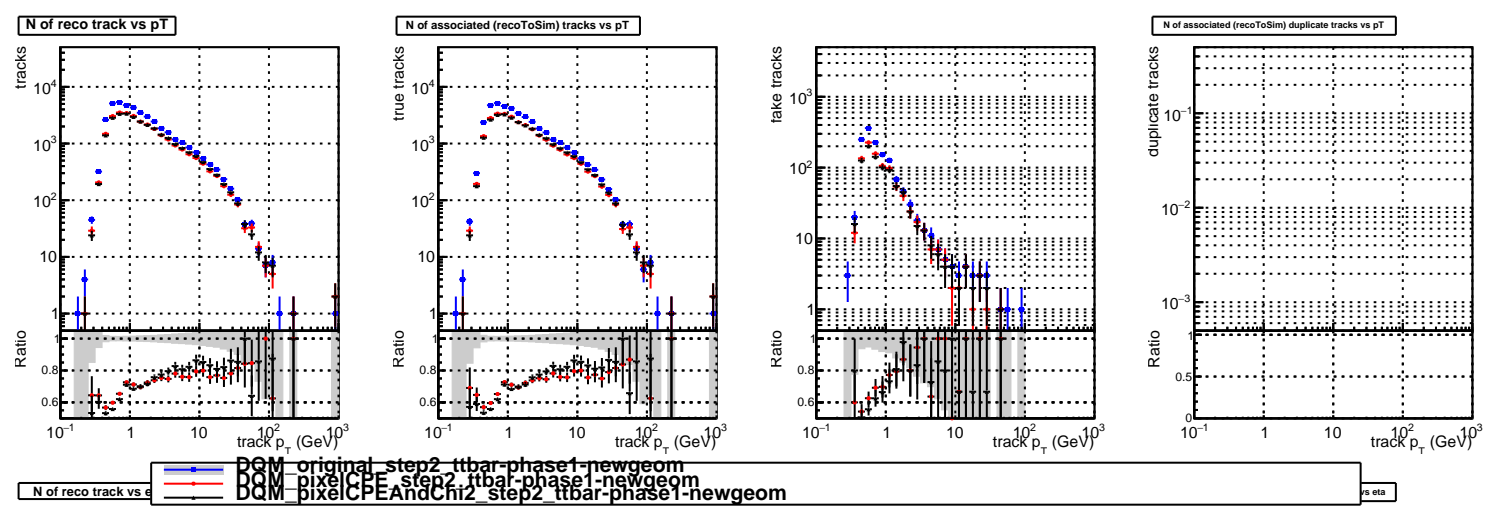 N of reco track vs pT
N of associated (recoToSim) tracks vs pT
N of associated (recoToSim) duplicate tracks vs pT
tracks
10⁴
10³
10²
10
1
Ratio
1
0.8
0.6
10⁻¹ 1 10 10² 10³
track p_T (GeV)
true tracks
10⁴
10³
10²
10
1
Ratio
1
0.8
0.6
10⁻¹ 1 10 10² 10³
track p_T (GeV)
fake tracks
10³
10²
10
1
Ratio
1
0.8
0.6
10⁻¹ 1 10 10² 10³
track p_T (GeV)
duplicate tracks
10⁻¹
10⁻²
10⁻³
Ratio
1
0.5
0
10⁻¹ 1 10 10² 10³
track p_T (GeV)
DQM_original_step2_ttbar-phase1-newgeom
DQM_pixelCPE_step2_ttbar-phase1-newgeom
DQM_pixelCPEAndChi2_step2_ttbar-phase1-newgeom
N of reco track vs e
vs eta